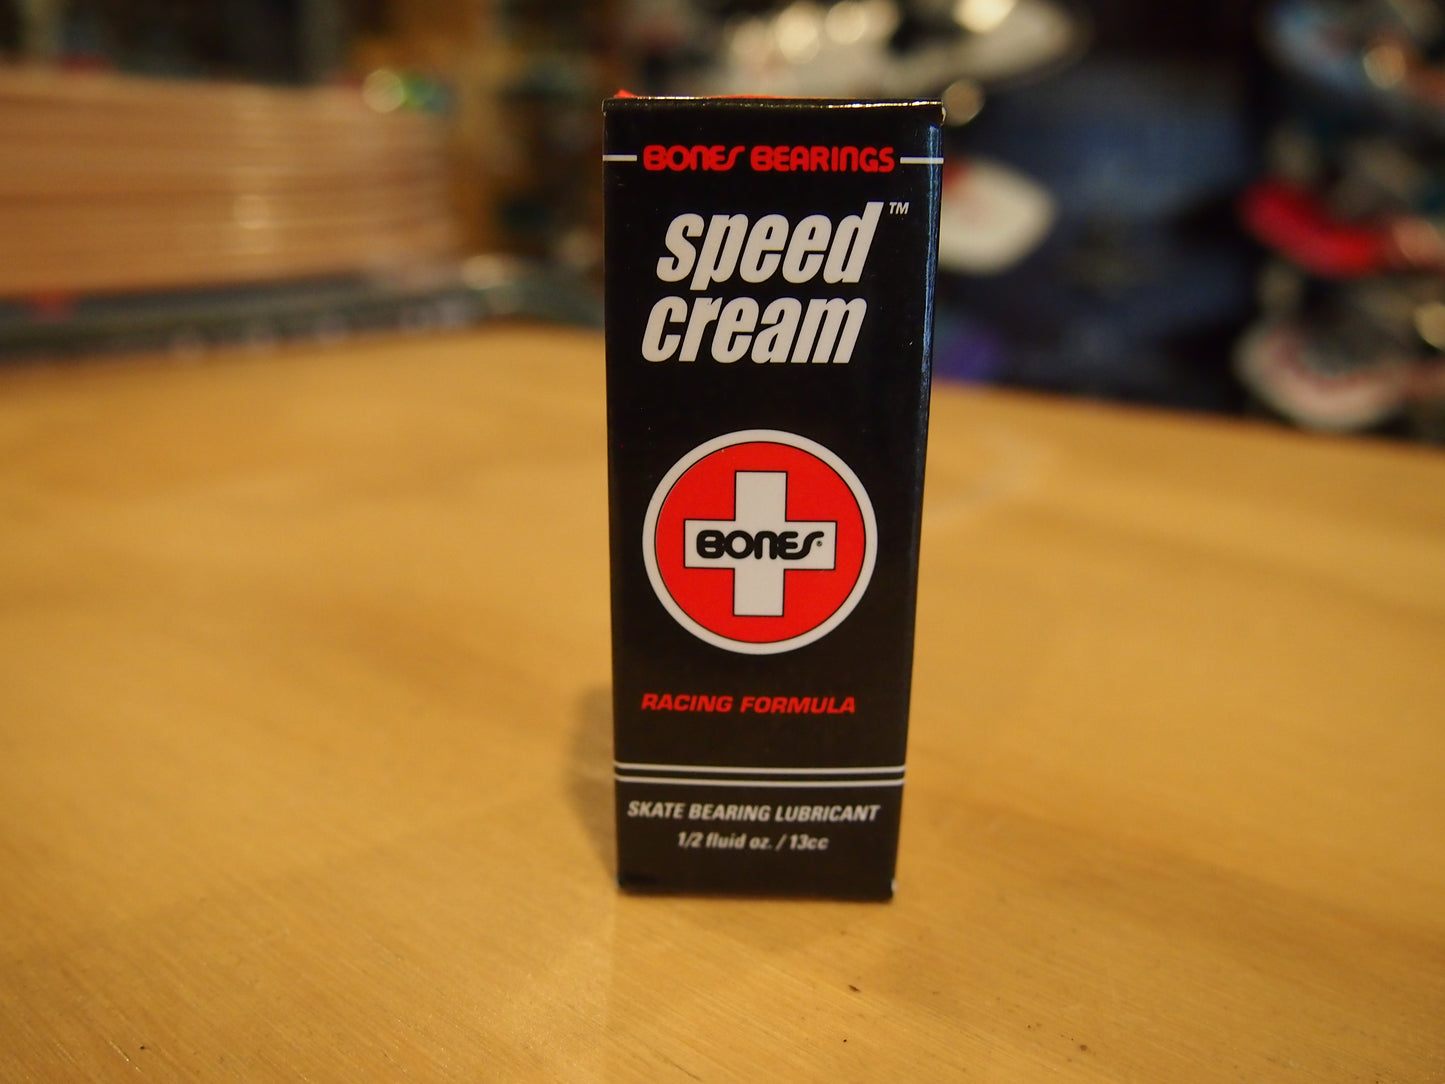 BONES BEARINGS
speed™
cream
BONES®
RACING FORMULA
SKATE BEARING LUBRICANT
1/2 fluid oz. / 13cc